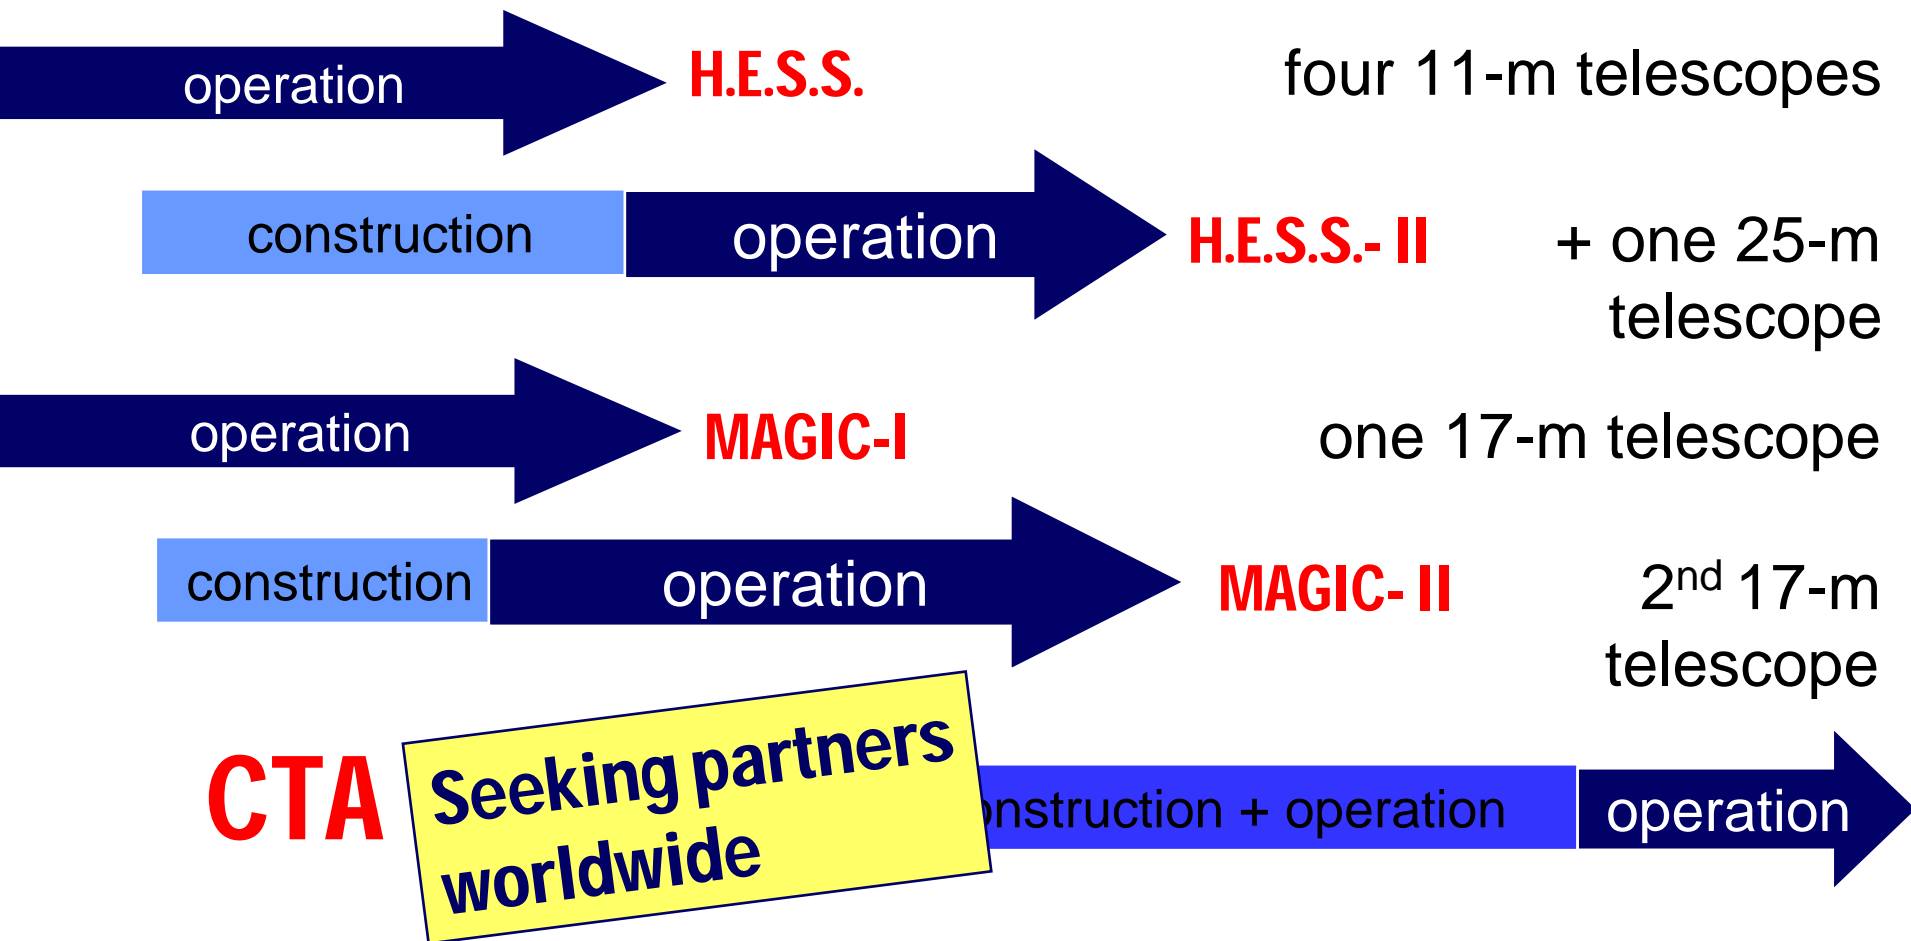 operation H.E.S.S. four 11-m telescopes
construction operation H.E.S.S.- II + one 25-m
telescope
operation MAGIC-I one 17-m telescope
construction operation MAGIC- II 2nd 17-m
telescope
CTA Seeking partners
worldwide
onstruction + operation operation